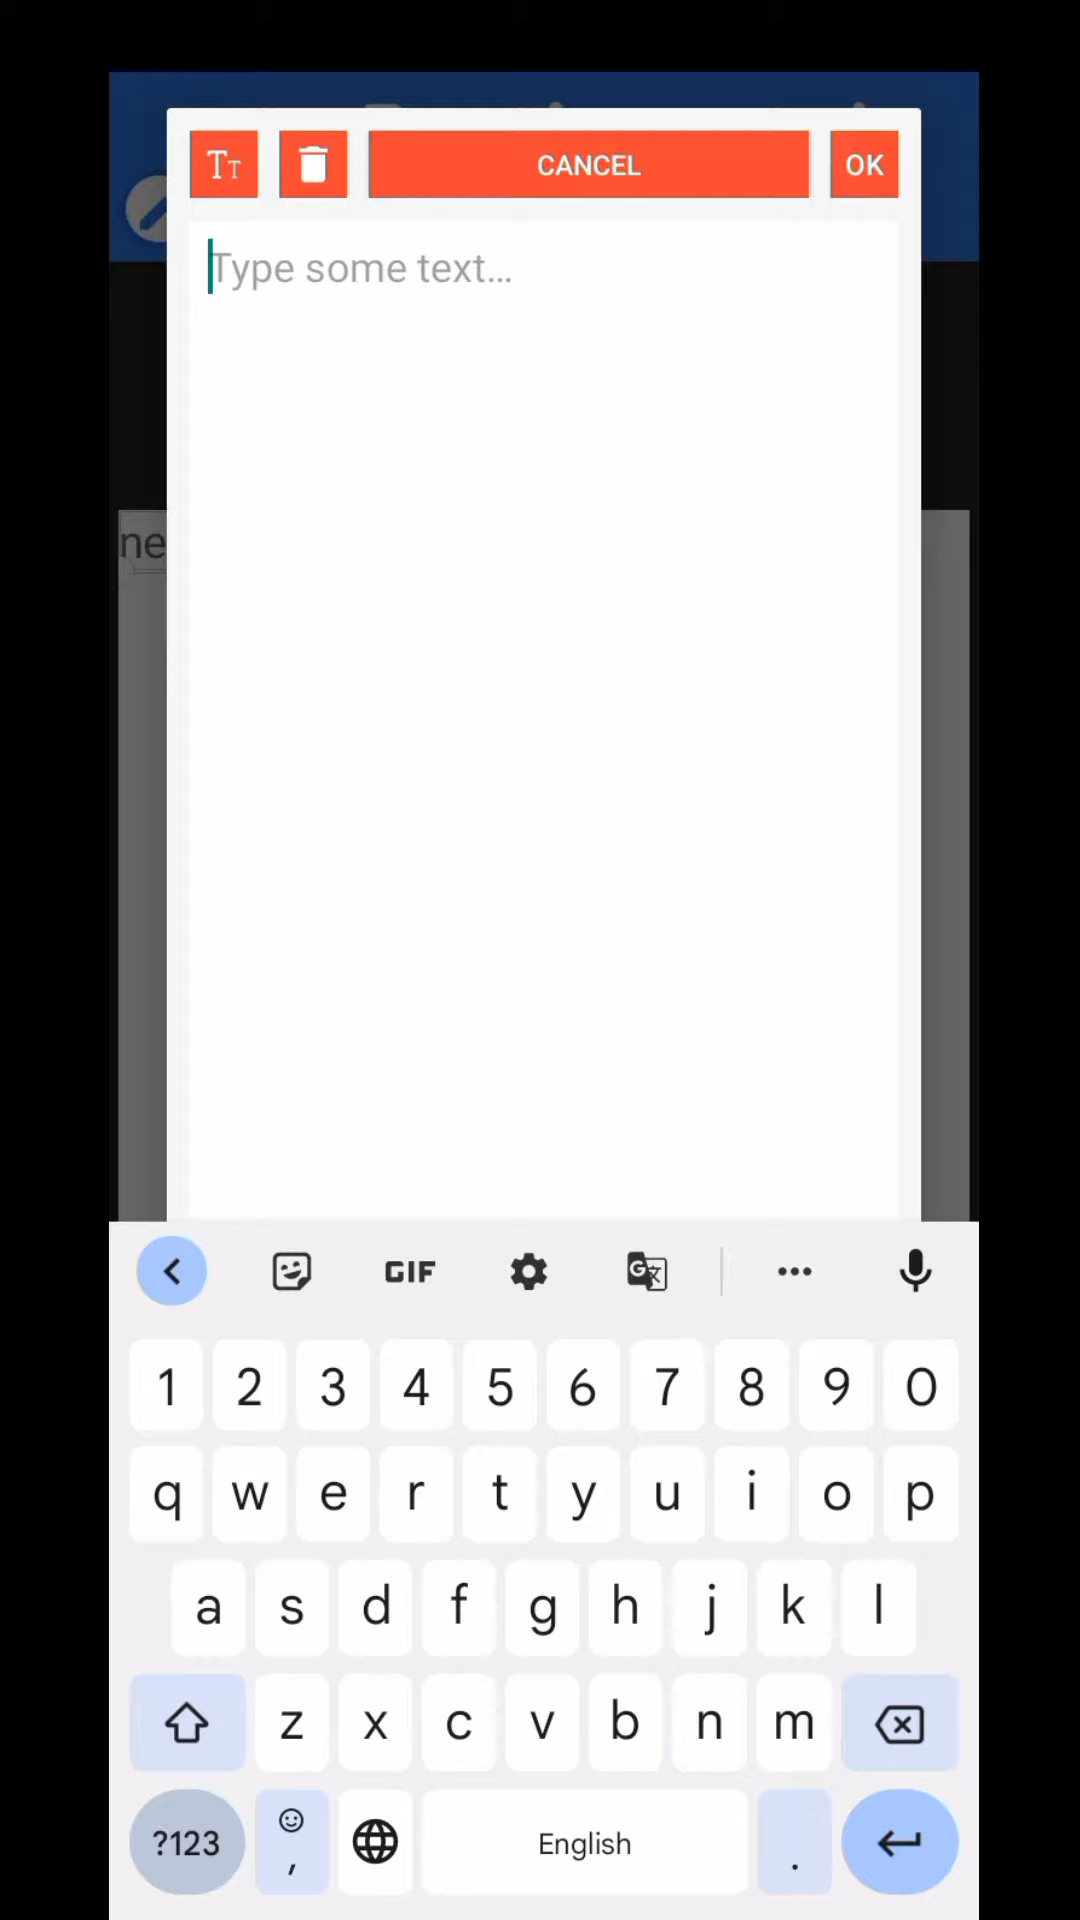 TT
CANCEL
OK
Type some text...
ne
GIF
G
1 2 3 4 5 6 7 8 9 0
q w e r t y u i o p
a s d f g h j k l
z x c v b n m
?123
,
English
.